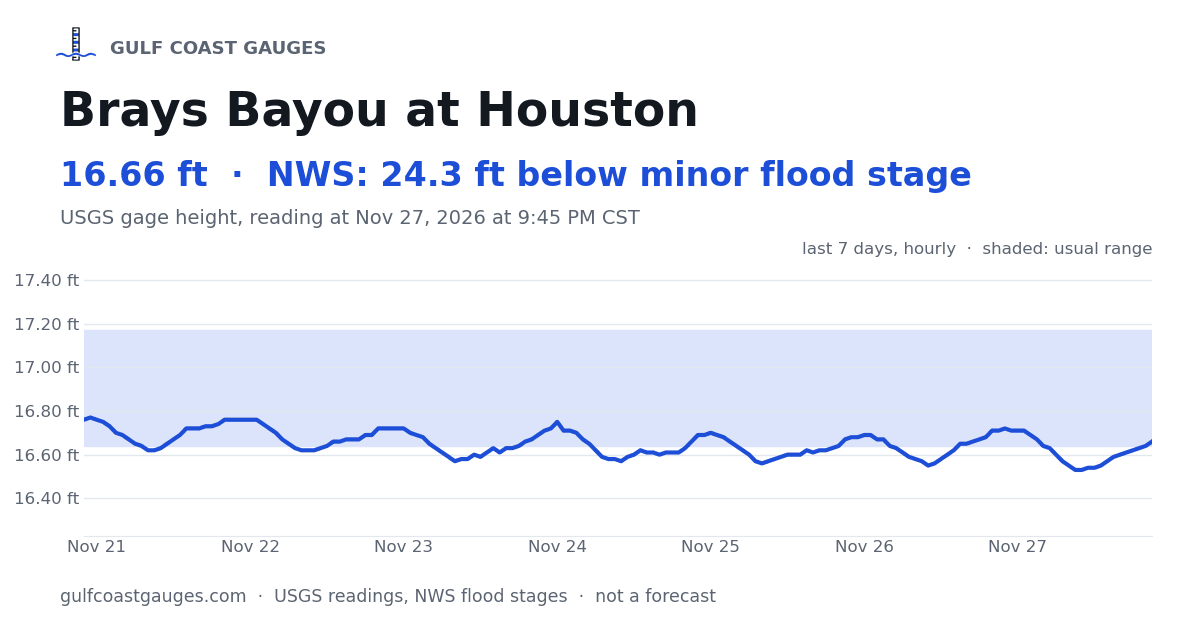 GULF COAST GAUGES
Brays Bayou at Houston
16.66 ft · NWS: 24.3 ft below minor flood stage
USGS gage height, reading at Nov 27, 2026 at 9:45 PM CST
last 7 days, hourly · shaded: usual range
17.40 ft
17.20 ft
17.00 ft
16.80 ft
16.60 ft
16.40 ft
Nov 21 Nov 22 Nov 23 Nov 24 Nov 25 Nov 26 Nov 27
gulfcoastgauges.com · USGS readings, NWS flood stages · not a forecast